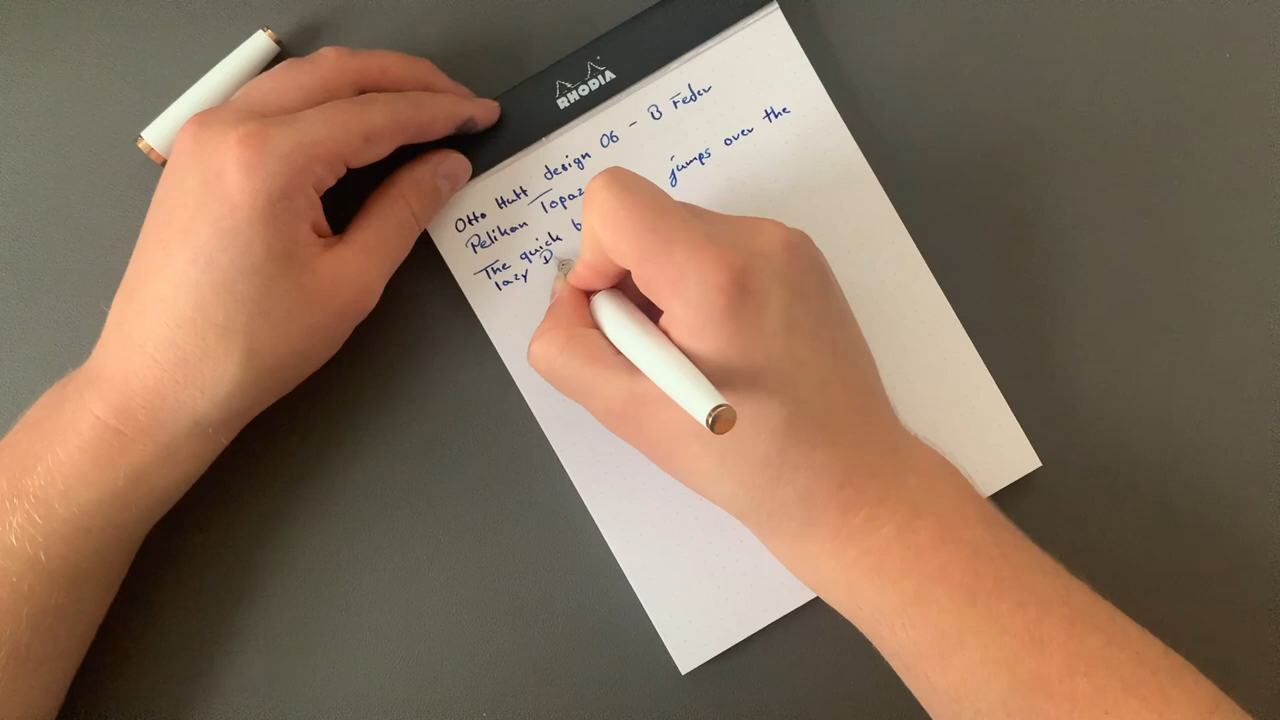 RHODIA
Otto Hutt design 06 - B Feder
Pelikan Topaz
The quick jumps over the
lazy D